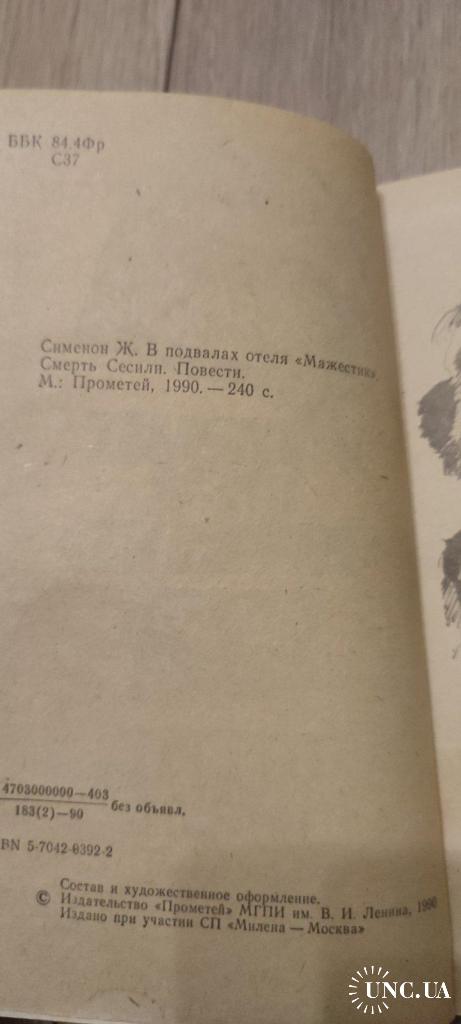 ББК 84.4Фр
С37
Сименон Ж. В подвалах отеля «Мажестик».
Смерть Сесили. Повести.
М.: Прометей, 1990. — 240 с.
4703000000—403
183(2)—90
без объявл.
BN 5-7042-0392-2
Состав и художественное оформление.
© Издательство «Прометей» МГПИ им. В. И. Ленина, 1990
Издано при участии СП «Милена — Москва»
UNC.UA